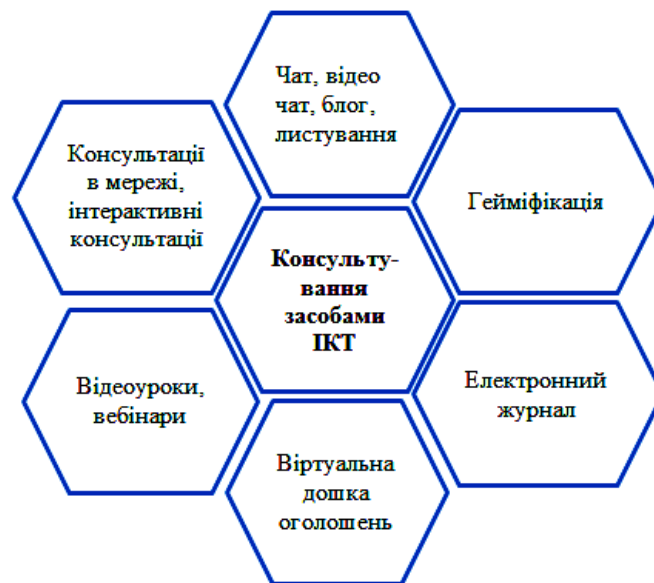 Чат, відео
чат, блог,
листування
Консультації
в мережі,
інтерактивні
консультації
Гейміфікація
Консульту-
вання
засобами
ІКТ
Відеоуроки,
вебінари
Електронний
журнал
Віртуальна
дошка
оголошень